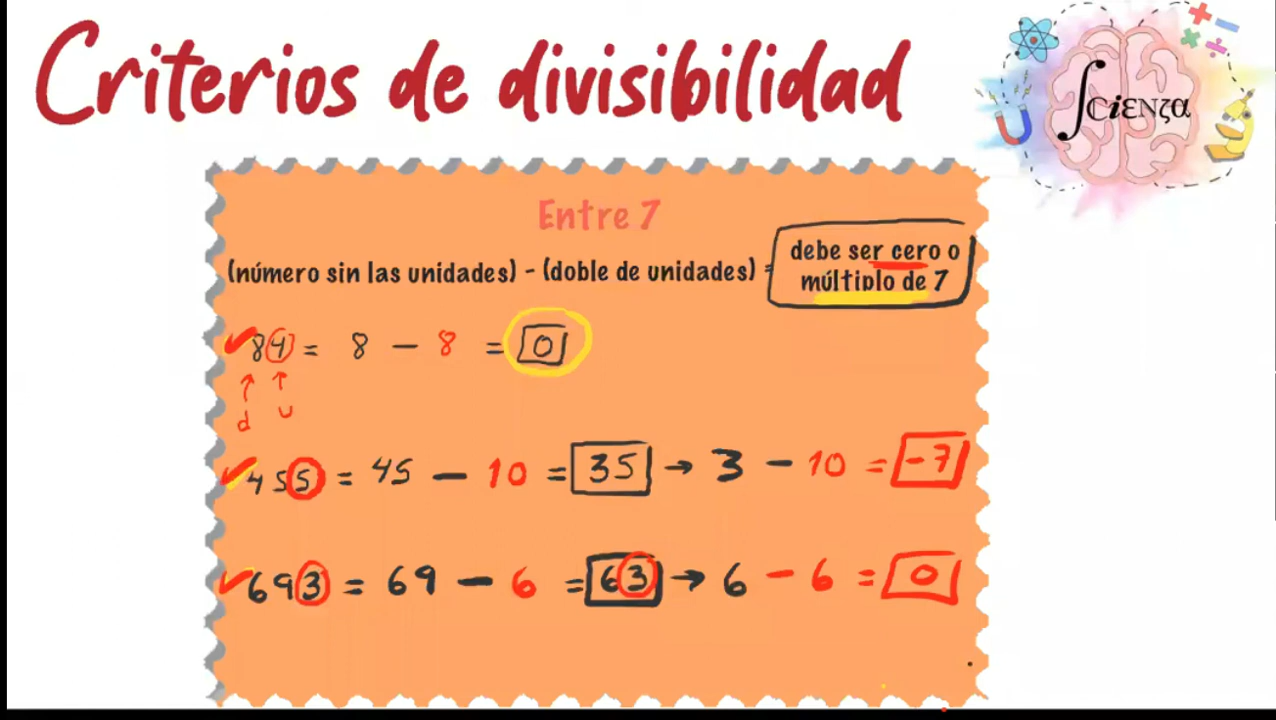 Criterios de divisibilidad
∫CiENζα
Entre 7
(número sin las unidades) - (doble de unidades) = debe ser cero o
múltiplo de 7
84 = 8 - 8 = 0
d u
455 = 45 - 10 = 35 → 3 - 10 = -7
693 = 69 - 6 = 63 → 6 - 6 = 0